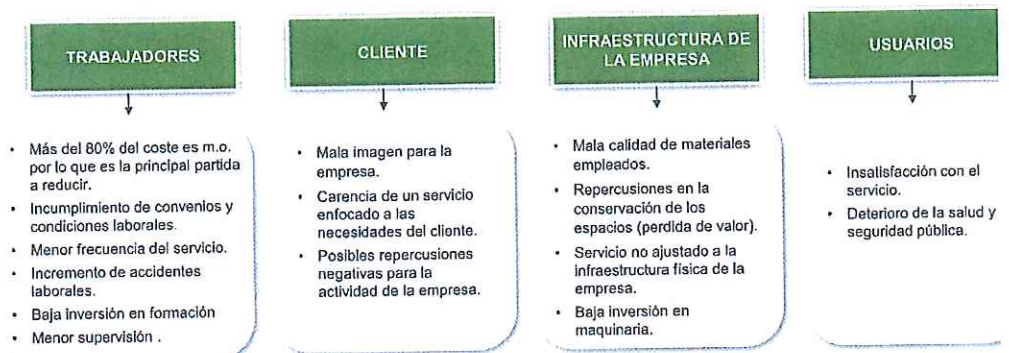 TRABAJADORES
• Más del 80% del coste es m.o.
por lo que es la principal partida
a reducir.
• Incumplimiento de convenios y
condiciones laborales.
• Menor frecuencia del servicio.
• Incremento de accidentes
laborales.
• Baja inversión en formación
• Menor supervisión .
CLIENTE
• Mala imagen para la
empresa.
• Carencia de un servicio
enfocado a las
necesidades del cliente.
• Posibles repercusiones
negativas para la
actividad de la empresa.
INFRAESTRUCTURA DE
LA EMPRESA
• Mala calidad de materiales
empleados.
• Repercusiones en la
conservación de los
espacios (perdida de valor).
• Servicio no ajustado a la
infraestructura física de la
empresa.
• Baja inversión en
maquinaria.
USUARIOS
• Insatisfacción con el
servicio.
• Deterioro de la salud y
seguridad pública.